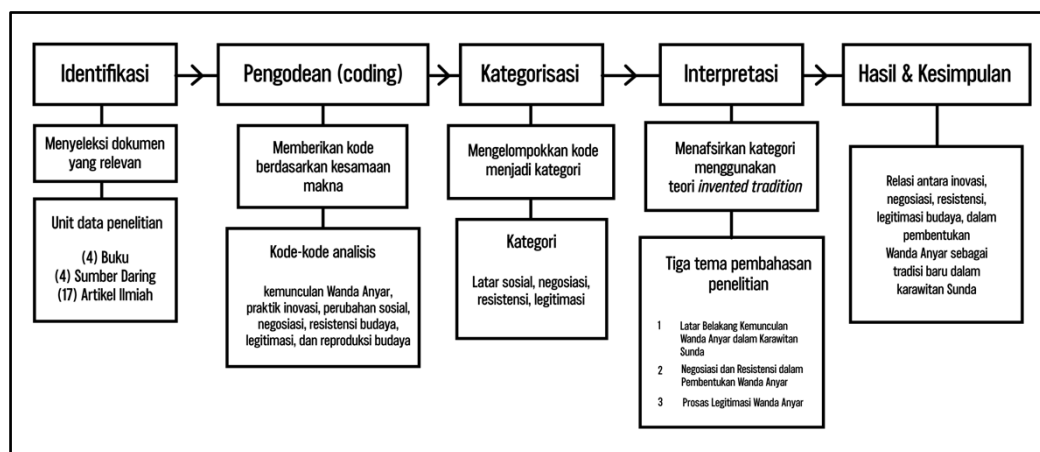 Identifikasi
Menyeleksi dokumen
yang relevan
Unit data penelitian
(4) Buku
(4) Sumber Daring
(17) Artikel Ilmiah
Pengodean (coding)
Memberikan kode
berdasarkan kesamaan
makna
Kode-kode analisis
kemunculan Wanda Anyar,
praktik inovasi, perubahan sosial,
negosiasi, resistensi budaya,
legitimasi, dan reproduksi budaya
Kategorisasi
Mengelompokkan kode
menjadi kategori
Kategori
Latar sosial, negosiasi,
resistensi, legitimasi
Interpretasi
Menafsirkan kategori
menggunakan
teori invented tradition
Tiga tema pembahasan
penelitian
1 Latar Belakang Kemunculan
Wanda Anyar dalam Karawitan
Sunda
2 Negosiasi dan Resistensi dalam
Pembentukan Wanda Anyar
3 Prosas Legitimasi Wanda Anyar
Hasil & Kesimpulan
Relasi antara inovasi,
negosiasi, resistensi,
legitimasi budaya, dalam
pembentukan
Wanda Anyar sebagai
tradisi baru dalam
karawitan Sunda